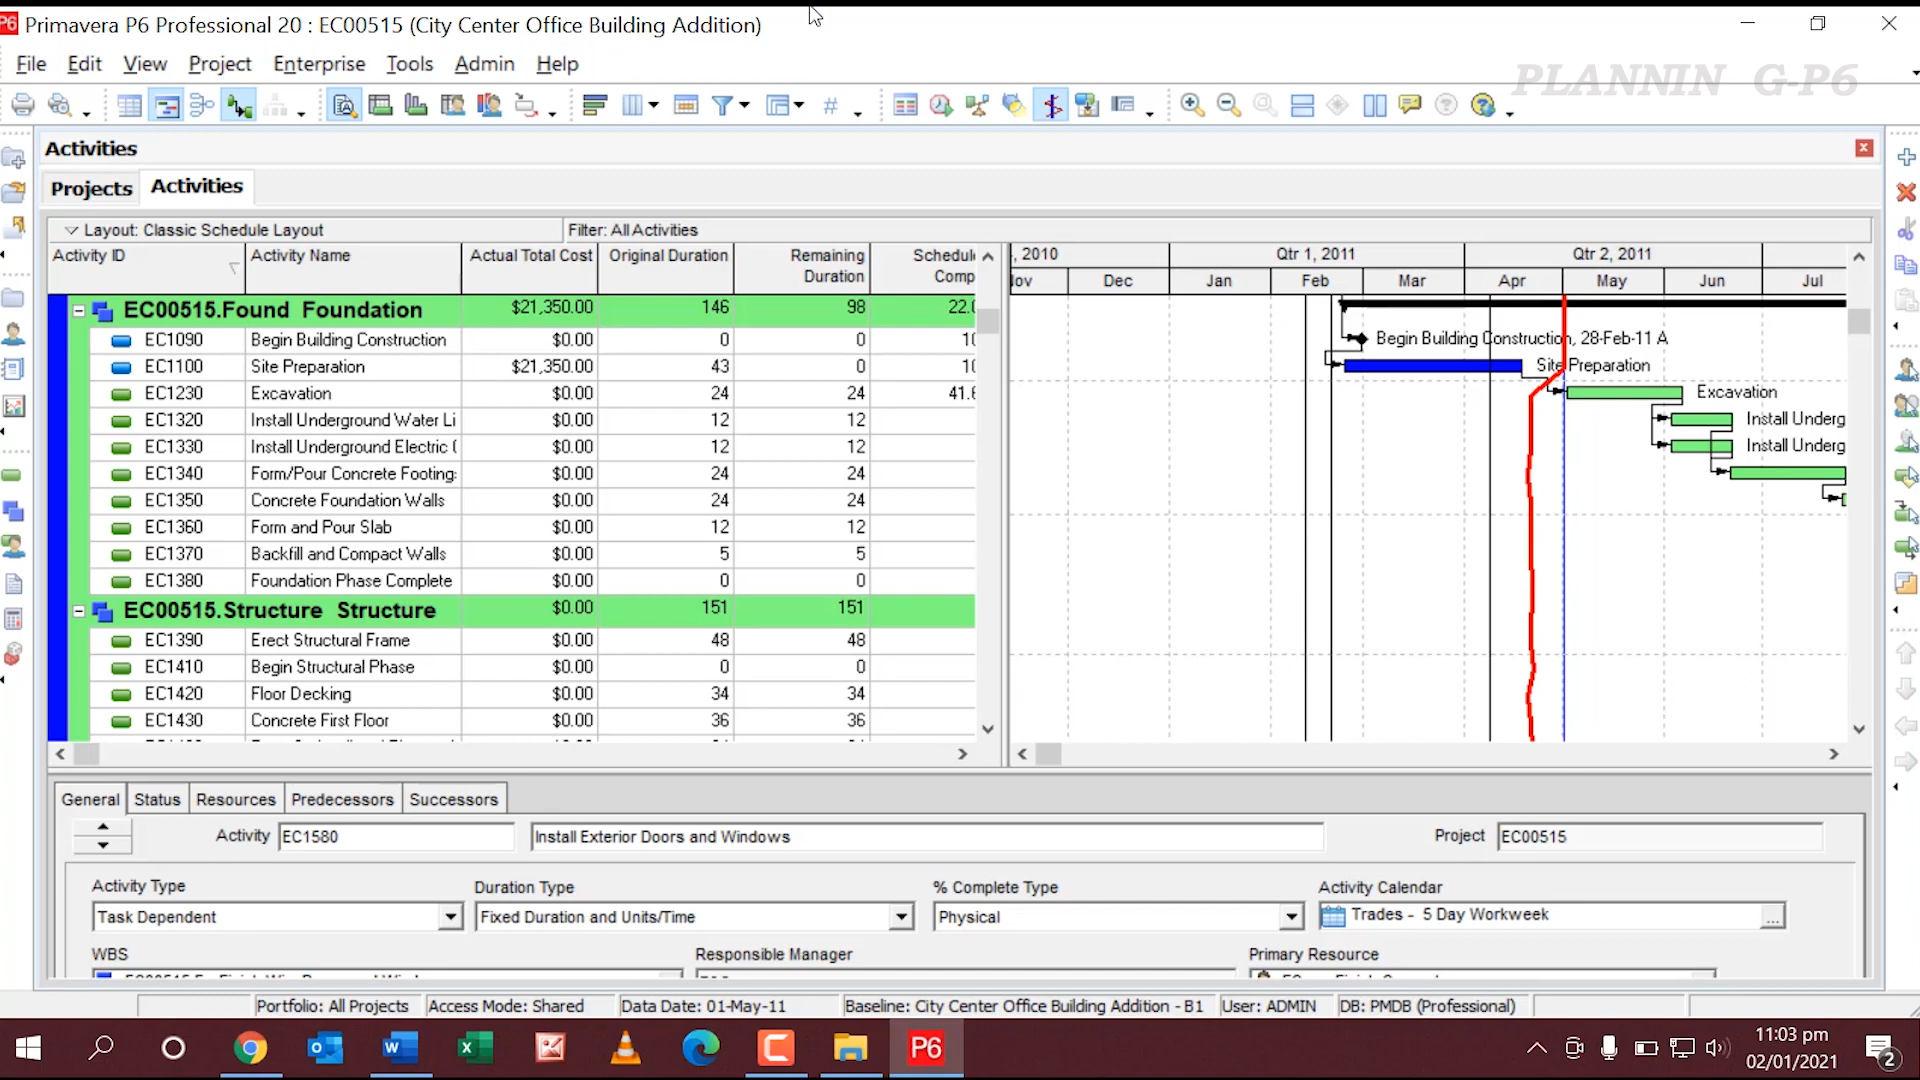 P6 Primavera P6 Professional 20 : EC00515 (City Center Office Building Addition)
File Edit View Project Enterprise Tools Admin Help
PLANNIN G-P6
Activities
Projects Activities
Layout: Classic Schedule Layout Filter: All Activities
Activity ID Activity Name Actual Total Cost Original Duration Remaining Duration Schedule Comp
, 2010 Qtr 1, 2011 Qtr 2, 2011
Nov Dec Jan Feb Mar Apr May Jun Jul
EC00515.Found Foundation $21,350.00 146 98 22.0
EC1090 Begin Building Construction $0.00 0 0 10
Begin Building Construction, 28-Feb-11 A
EC1100 Site Preparation $21,350.00 43 0 10
Site Preparation
EC1230 Excavation $0.00 24 24 41.6
Excavation
EC1320 Install Underground Water Li $0.00 12 12
Install Underg
EC1330 Install Underground Electric ( $0.00 12 12
Install Underg
EC1340 Form/Pour Concrete Footing: $0.00 24 24
EC1350 Concrete Foundation Walls $0.00 24 24
EC1360 Form and Pour Slab $0.00 12 12
EC1370 Backfill and Compact Walls $0.00 5 5
EC1380 Foundation Phase Complete $0.00 0 0
EC00515.Structure Structure $0.00 151 151
EC1390 Erect Structural Frame $0.00 48 48
EC1410 Begin Structural Phase $0.00 0 0
EC1420 Floor Decking $0.00 34 34
EC1430 Concrete First Floor $0.00 36 36
General Status Resources Predecessors Successors
Activity EC1580 Install Exterior Doors and Windows Project EC00515
Activity Type Duration Type % Complete Type Activity Calendar
Task Dependent Fixed Duration and Units/Time Physical Trades - 5 Day Workweek ...
WBS Responsible Manager Primary Resource
Portfolio: All Projects Access Mode: Shared Data Date: 01-May-11 Baseline: City Center Office Building Addition - B1 User: ADMIN DB: PMDB (Professional)
P6
11:03 pm
02/01/2021
2